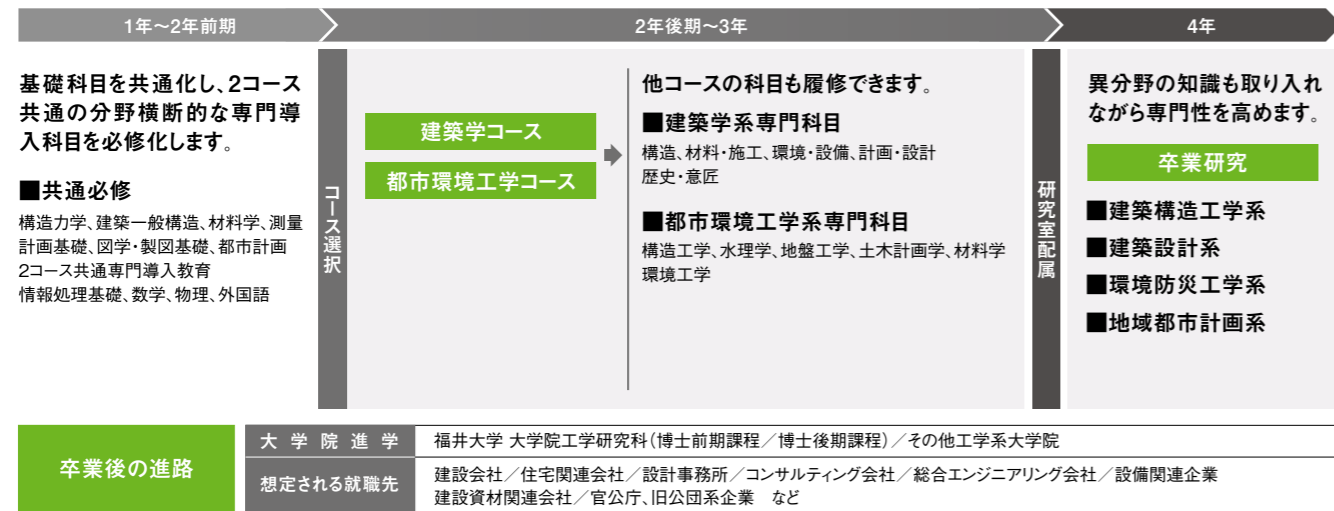 1年～2年前期
2年後期～3年
4年
基礎科目を共通化し、2コース
共通の分野横断的な専門導
入科目を必修化します。
■共通必修
構造力学、建築一般構造、材料学、測量
計画基礎、図学・製図基礎、都市計画
2コース共通専門導入教育
情報処理基礎、数学、物理、外国語
コース選択
建築学コース
都市環境工学コース
他コースの科目も履修できます。
■建築学系専門科目
構造、材料・施工、環境・設備、計画・設計
歴史・意匠
■都市環境工学系専門科目
構造工学、水理学、地盤工学、土木計画学、材料学
環境工学
研究室配属
異分野の知識も取り入れ
ながら専門性を高めます。
卒業研究
■建築構造工学系
■建築設計系
■環境防災工学系
■地域都市計画系
卒業後の進路
大学院進学
福井大学 大学院工学研究科（博士前期課程／博士後期課程）／その他工学系大学院
想定される就職先
建設会社／住宅関連会社／設計事務所／コンサルティング会社／総合エンジニアリング会社／設備関連企業
建設資材関連会社／官公庁、旧公団系企業　など